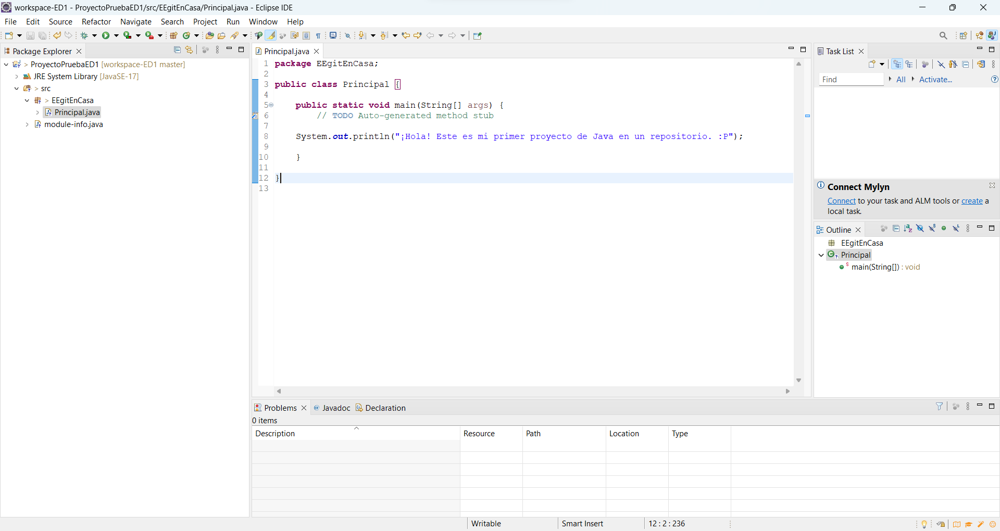 workspace-ED1 - ProyectoPruebaED1/src/EEgitEnCasa/Principal.java - Eclipse IDE
File Edit Source Refactor Navigate Search Project Run Window Help
Package Explorer
> ProyectoPruebaED1 [workspace-ED1 master]
JRE System Library [JavaSE-17]
> src
> EEgitEnCasa
Principal.java
module-info.java
Principal.java
1 package EEgitEnCasa;
2
3 public class Principal {
4
5 public static void main(String[] args) {
6 // TODO Auto-generated method stub
7
8 System.out.println("¡Hola! Este es mi primer proyecto de Java en un repositorio. :P");
9
10 }
11
12 }
13
Task List
Find All Activate...
Connect Mylyn
Connect to your task and ALM tools or create a
local task.
Outline
EEgitEnCasa
Principal
main(String[]) : void
Problems @ Javadoc Declaration
0 items
Description Resource Path Location Type
Writable Smart Insert 12 : 2 : 236